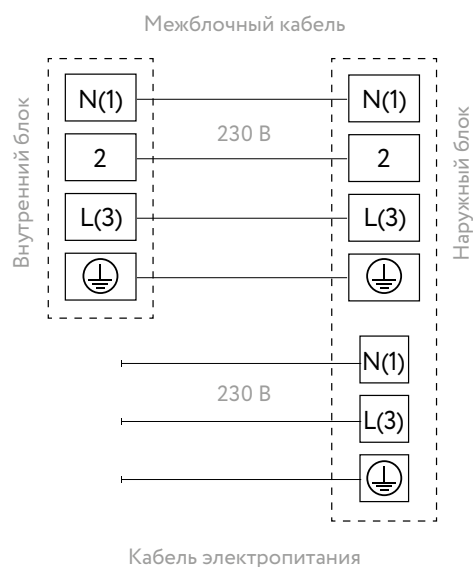 Межблочный кабель
Внутренний блок
Наружный блок
N(1) N(1)
230 В
2 2
L(3) L(3)
N(1)
230 В
L(3)
Кабель электропитания